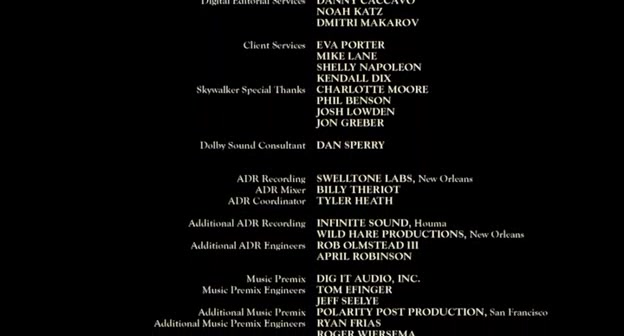 Digital Editorial Services DANNY CACCAVO
NOAH KATZ
DMITRI MAKAROV
Client Services EVA PORTER
MIKE LANE
SHELLY NAPOLEON
KENDALL DIX
Skywalker Special Thanks CHARLOTTE MOORE
PHIL BENSON
JOSH LOWDEN
JON GREBER
Dolby Sound Consultant DAN SPERRY
ADR Recording SWELLTONE LABS, New Orleans
ADR Mixer BILLY THERIOT
ADR Coordinator TYLER HEATH
Additional ADR Recording INFINITE SOUND, Houma
WILD HARE PRODUCTIONS, New Orleans
Additional ADR Engineers ROB OLMSTEAD III
APRIL ROBINSON
Music Premix DIG IT AUDIO, INC.
Music Premix Engineers TOM EFINGER
JEFF SEELYE
Additional Music Premix POLARITY POST PRODUCTION, San Francisco
Additional Music Premix Engineers RYAN FRIAS
ROGER WIERSEMA